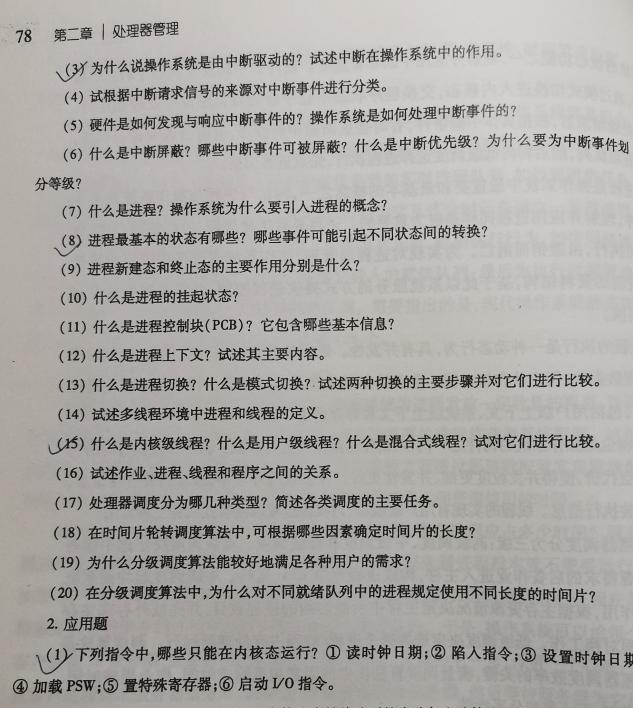 78 第二章 | 处理器管理
(3) 为什么说操作系统是由中断驱动的？试述中断在操作系统中的作用。
(4) 试根据中断请求信号的来源对中断事件进行分类。
(5) 硬件是如何发现与响应中断事件的？操作系统是如何处理中断事件的？
(6) 什么是中断屏蔽？哪些中断事件可被屏蔽？什么是中断优先级？为什么要为中断事件划
分等级？
(7) 什么是进程？操作系统为什么要引入进程的概念？
(8) 进程最基本的状态有哪些？哪些事件可能引起不同状态间的转换？
(9) 进程新建态和终止态的主要作用分别是什么？
(10) 什么是进程的挂起状态？
(11) 什么是进程控制块(PCB)？它包含哪些基本信息？
(12) 什么是进程上下文？试述其主要内容。
(13) 什么是进程切换？什么是模式切换？试述两种切换的主要步骤并对它们进行比较。
(14) 试述多线程环境中进程和线程的定义。
(15) 什么是内核级线程？什么是用户级线程？什么是混合式线程？试对它们进行比较。
(16) 试述作业、进程、线程和程序之间的关系。
(17) 处理器调度分为哪几种类型？简述各类调度的主要任务。
(18) 在时间片轮转调度算法中,可根据哪些因素确定时间片的长度？
(19) 为什么分级调度算法能较好地满足各种用户的需求？
(20) 在分级调度算法中,为什么对不同就绪队列中的进程规定使用不同长度的时间片？
2. 应用题
(1) 下列指令中,哪些只能在内核态运行？① 读时钟日期;② 陷入指令;③ 设置时钟日期
④ 加载 PSW;⑤ 置特殊寄存器;⑥ 启动 I/O 指令。